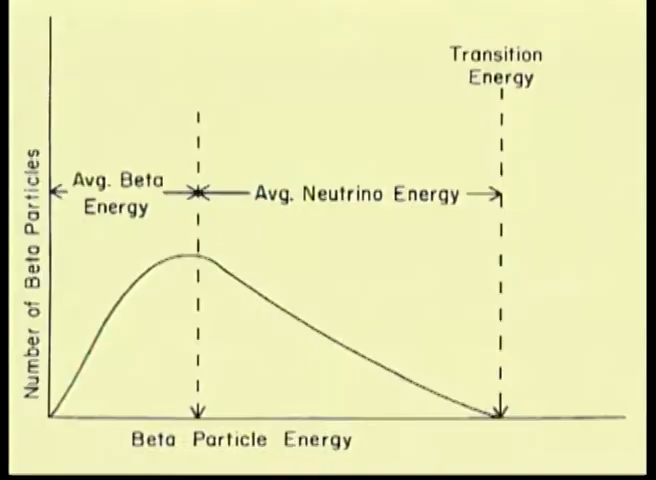 Transition
Energy
Avg. Beta
Energy
Avg. Neutrino Energy
Number of Beta Particles
Beta Particle Energy